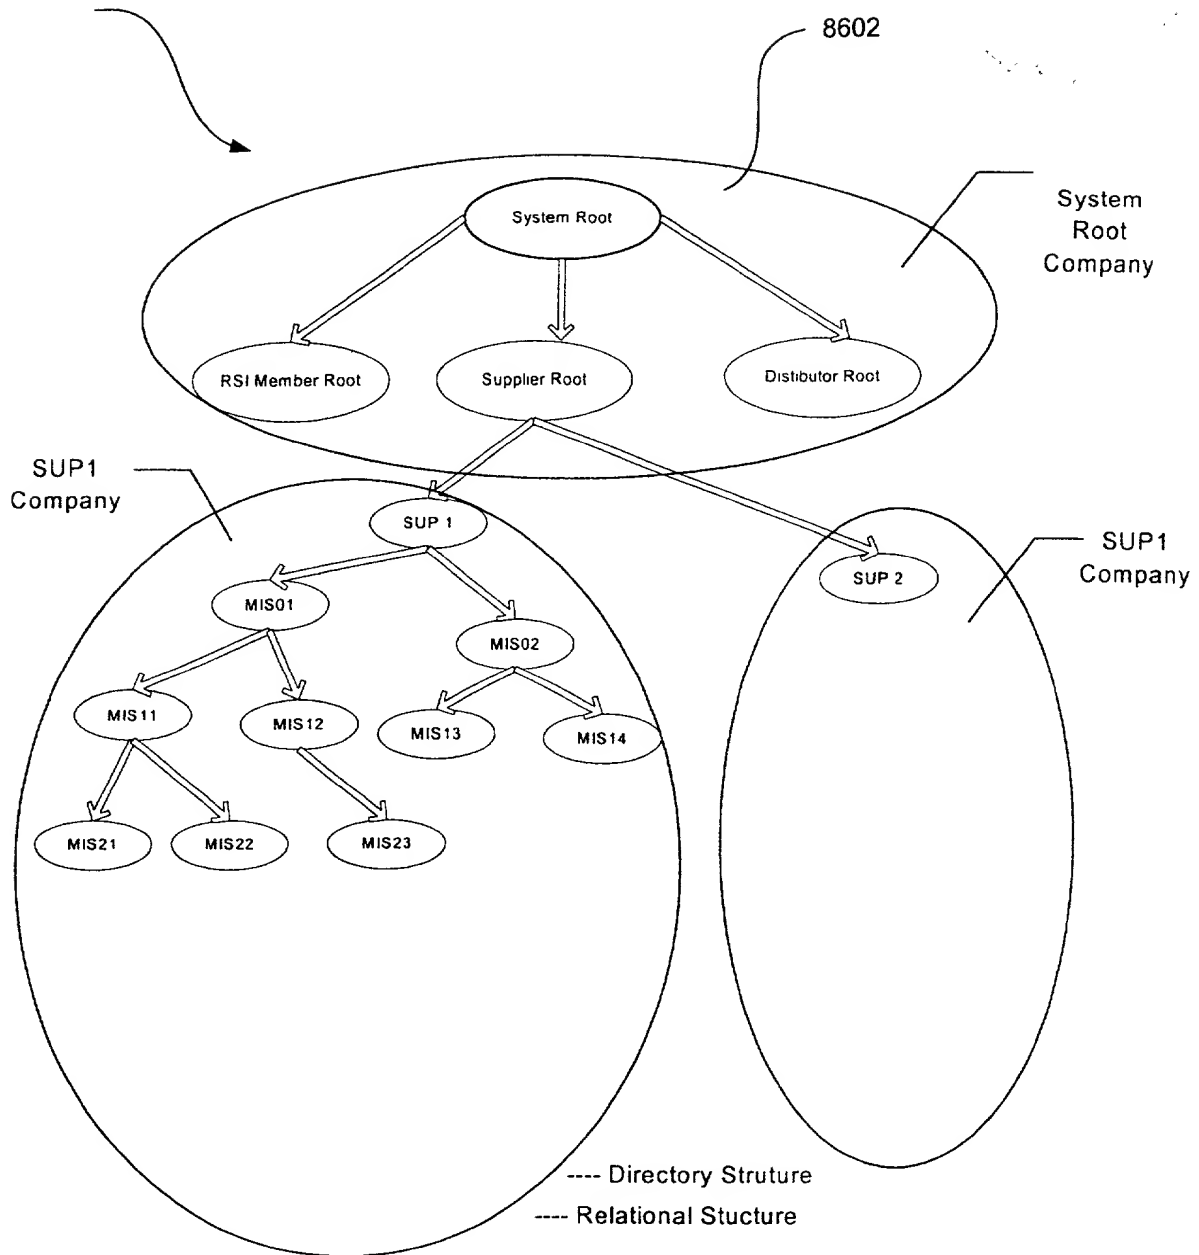 8602
System Root
System
Root
Company
RSI Member Root
Supplier Root
Distibutor Root
SUP1
Company
SUP 1
SUP 2
SUP1
Company
MIS01
MIS02
MIS11
MIS12
MIS13
MIS14
MIS21
MIS22
MIS23
---- Directory Struture
---- Relational Stucture